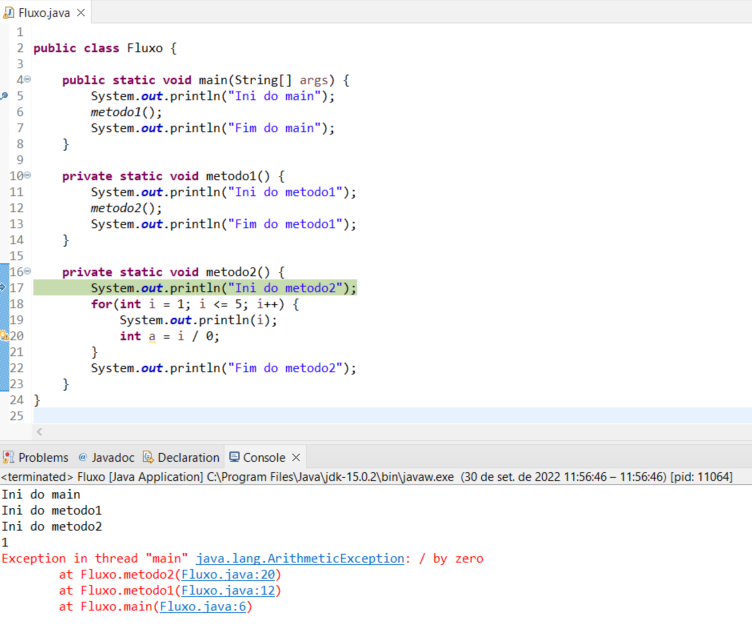 Fluxo.java
1
2 public class Fluxo {
3
4     public static void main(String[] args) {
5         System.out.println("Ini do main");
6         metodo1();
7         System.out.println("Fim do main");
8     }
9
10     private static void metodo1() {
11         System.out.println("Ini do metodo1");
12         metodo2();
13         System.out.println("Fim do metodo1");
14     }
15
16     private static void metodo2() {
17         System.out.println("Ini do metodo2");
18         for(int i = 1; i <= 5; i++) {
19             System.out.println(i);
20             int a = i / 0;
21         }
22         System.out.println("Fim do metodo2");
23     }
24 }
25
Problems @ Javadoc Declaration Console
<terminated> Fluxo [Java Application] C:\Program Files\Java\jdk-15.0.2\bin\javaw.exe (30 de set. de 2022 11:56:46 – 11:56:46) [pid: 11064]
Ini do main
Ini do metodo1
Ini do metodo2
1
Exception in thread "main" java.lang.ArithmeticException: / by zero
        at Fluxo.metodo2(Fluxo.java:20)
        at Fluxo.metodo1(Fluxo.java:12)
        at Fluxo.main(Fluxo.java:6)